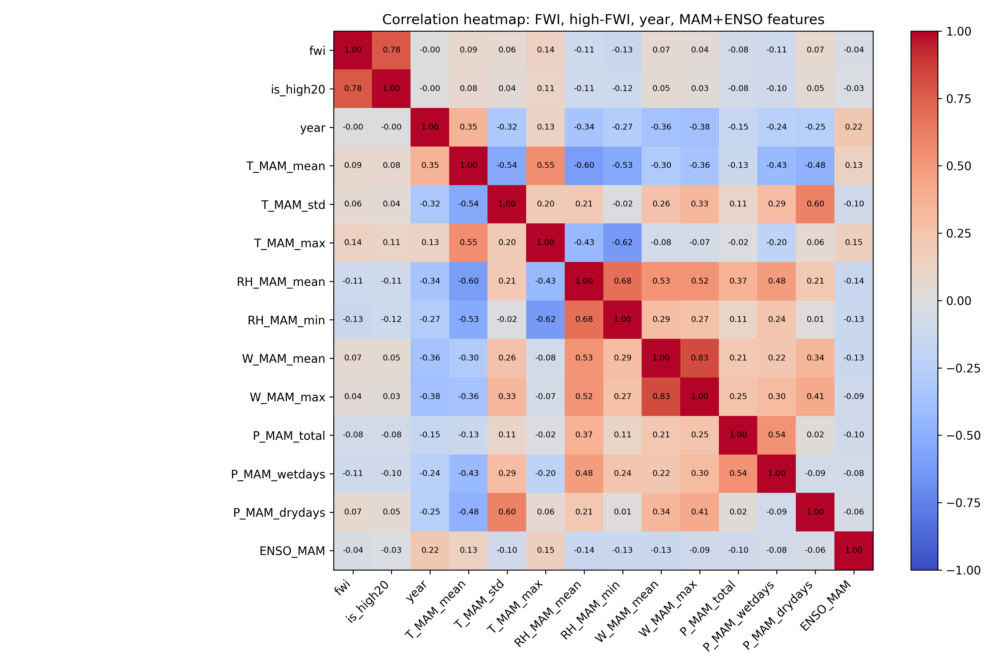 Correlation heatmap: FWI, high-FWI, year, MAM+ENSO features
fwi 1.00 0.78 -0.00 0.09 0.06 0.14 -0.11 -0.13 0.07 0.04 -0.08 -0.11 0.07 -0.04
is_high20 0.78 1.00 -0.00 0.08 0.04 0.11 -0.11 -0.12 0.05 0.03 -0.08 -0.10 0.05 -0.03
year -0.00 -0.00 1.00 0.35 -0.32 0.13 -0.34 -0.27 -0.36 -0.38 -0.15 -0.24 -0.25 0.22
T_MAM_mean 0.09 0.08 0.35 1.00 -0.54 0.55 -0.60 -0.53 -0.30 -0.36 -0.13 -0.43 -0.48 0.13
T_MAM_std 0.06 0.04 -0.32 -0.54 1.00 0.20 0.21 -0.02 0.26 0.33 0.11 0.29 0.60 -0.10
T_MAM_max 0.14 0.11 0.13 0.55 0.20 1.00 -0.43 -0.62 -0.08 -0.07 -0.02 -0.20 0.06 0.15
RH_MAM_mean -0.11 -0.11 -0.34 -0.60 0.21 -0.43 1.00 0.68 0.53 0.52 0.37 0.48 0.21 -0.14
RH_MAM_min -0.13 -0.12 -0.27 -0.53 -0.02 -0.62 0.68 1.00 0.29 0.27 0.11 0.24 0.01 -0.13
W_MAM_mean 0.07 0.05 -0.36 -0.30 0.26 -0.08 0.53 0.29 1.00 0.83 0.21 0.22 0.34 -0.13
W_MAM_max 0.04 0.03 -0.38 -0.36 0.33 -0.07 0.52 0.27 0.83 1.00 0.25 0.30 0.41 -0.09
P_MAM_total -0.08 -0.08 -0.15 -0.13 0.11 -0.02 0.37 0.11 0.21 0.25 1.00 0.54 0.02 -0.10
P_MAM_wetdays -0.11 -0.10 -0.24 -0.43 0.29 -0.20 0.48 0.24 0.22 0.30 0.54 1.00 -0.09 -0.08
P_MAM_drydays 0.07 0.05 -0.25 -0.48 0.60 0.06 0.21 0.01 0.34 0.41 0.02 -0.09 1.00 -0.06
ENSO_MAM -0.04 -0.03 0.22 0.13 -0.10 0.15 -0.14 -0.13 -0.13 -0.09 -0.10 -0.08 -0.06 1.00
fwi
is_high20
year
T_MAM_mean
T_MAM_std
T_MAM_max
RH_MAM_mean
RH_MAM_min
W_MAM_mean
W_MAM_max
P_MAM_total
P_MAM_wetdays
P_MAM_drydays
ENSO_MAM
1.00
0.75
0.50
0.25
0.00
−0.25
−0.50
−0.75
−1.00